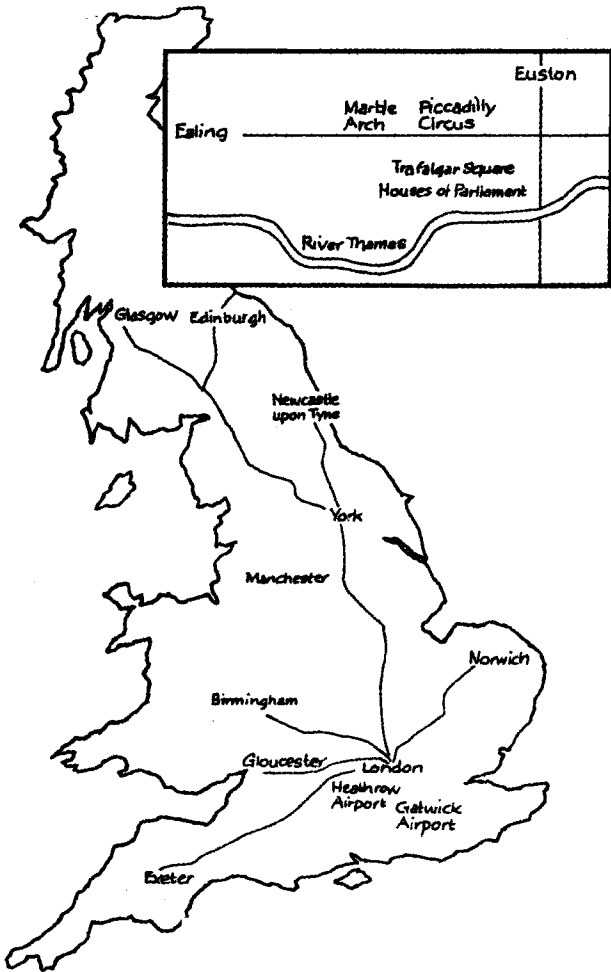 Euston
Marble
Arch
Piccadilly
Circus
Ealing
Trafalgar Square
Houses of Parliament
River Thames
Glasgow
Edinburgh
Newcastle
upon Tyne
York
Manchester
Norwich
Birmingham
Gloucester
London
Heathrow
Airport
Gatwick
Airport
Exeter